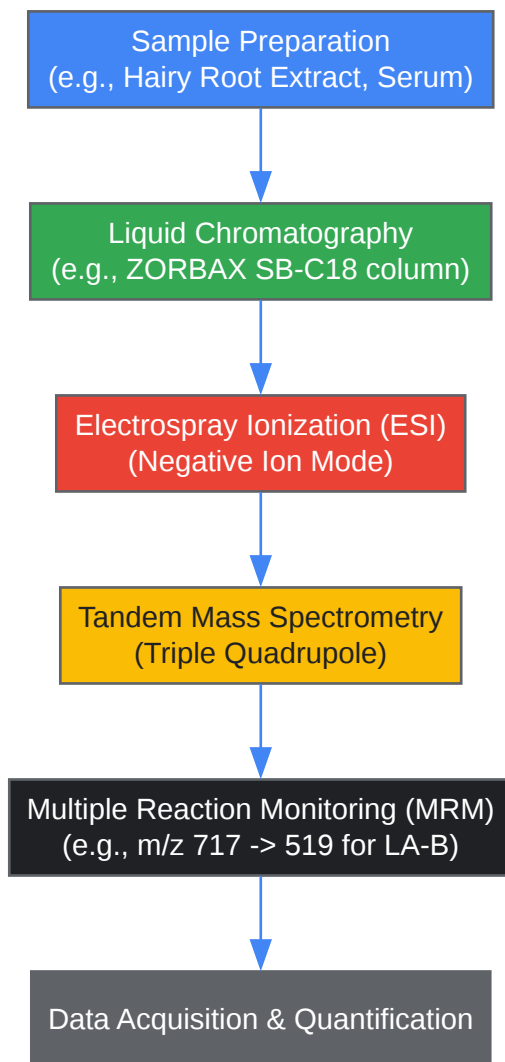 Sample Preparation
(e.g., Hairy Root Extract, Serum)
Liquid Chromatography
(e.g., ZORBAX SB-C18 column)
Electrospray Ionization (ESI)
(Negative Ion Mode)
Tandem Mass Spectrometry
(Triple Quadrupole)
Multiple Reaction Monitoring (MRM)
(e.g., m/z 717 -> 519 for LA-B)
Data Acquisition & Quantification